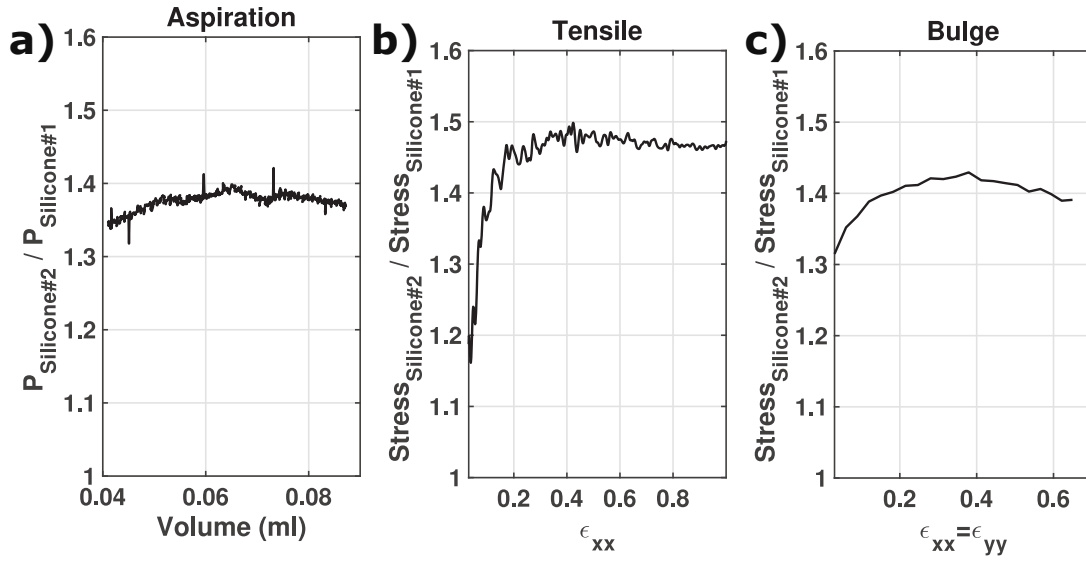 a)
Aspiration
P_Silicone#2 / P_Silicone#1
1.6
1.5
1.4
1.3
1.2
1.1
1
0.04
0.06
0.08
Volume (ml)
b)
Tensile
Stress_Silicone#2 / Stress_Silicone#1
1.6
1.5
1.4
1.3
1.2
1.1
1
0.2
0.4
0.6
0.8
ϵ_xx
c)
Bulge
Stress_Silicone#2 / Stress_Silicone#1
1.6
1.5
1.4
1.3
1.2
1.1
1
0.2
0.4
0.6
ϵ_xx=ϵ_yy